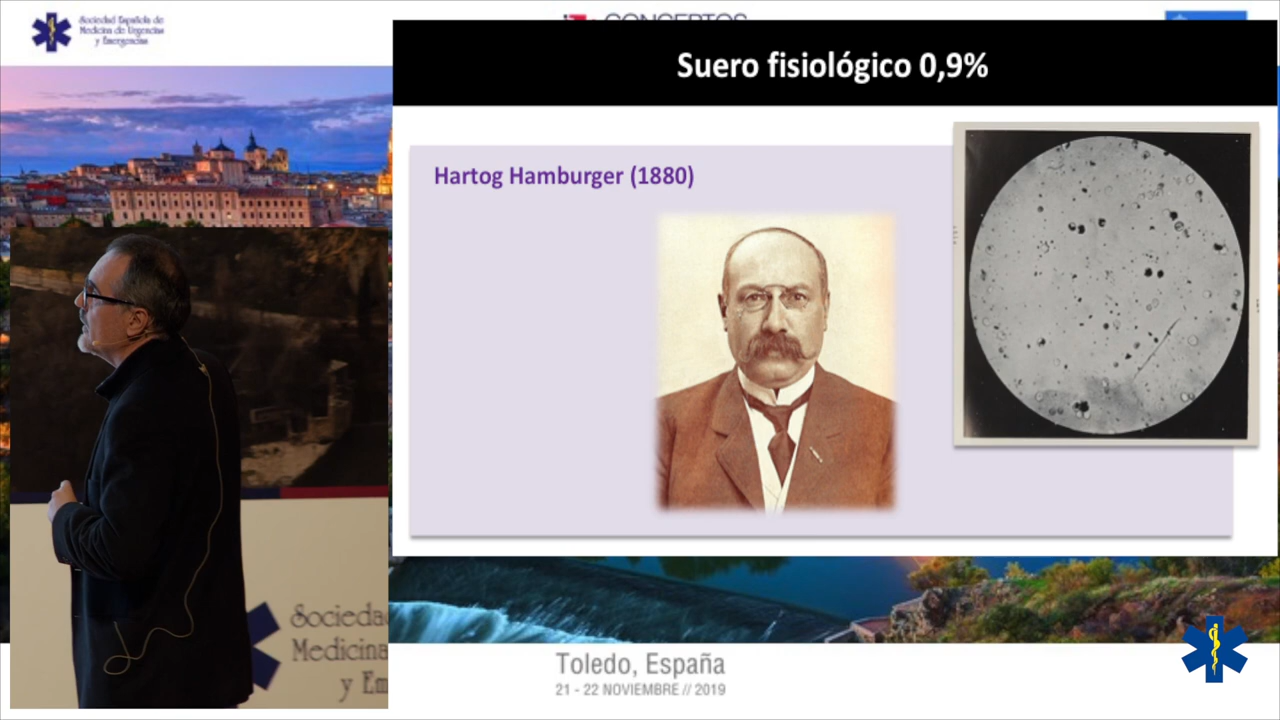 Sociedad Española de
Medicina de Urgencias
y Emergencias
CONCEPTOS
Suero fisiológico 0,9%
Hartog Hamburger (1880)
Sociedad
Medicina
y Em
Toledo, España
21 - 22 NOVIEMBRE // 2019